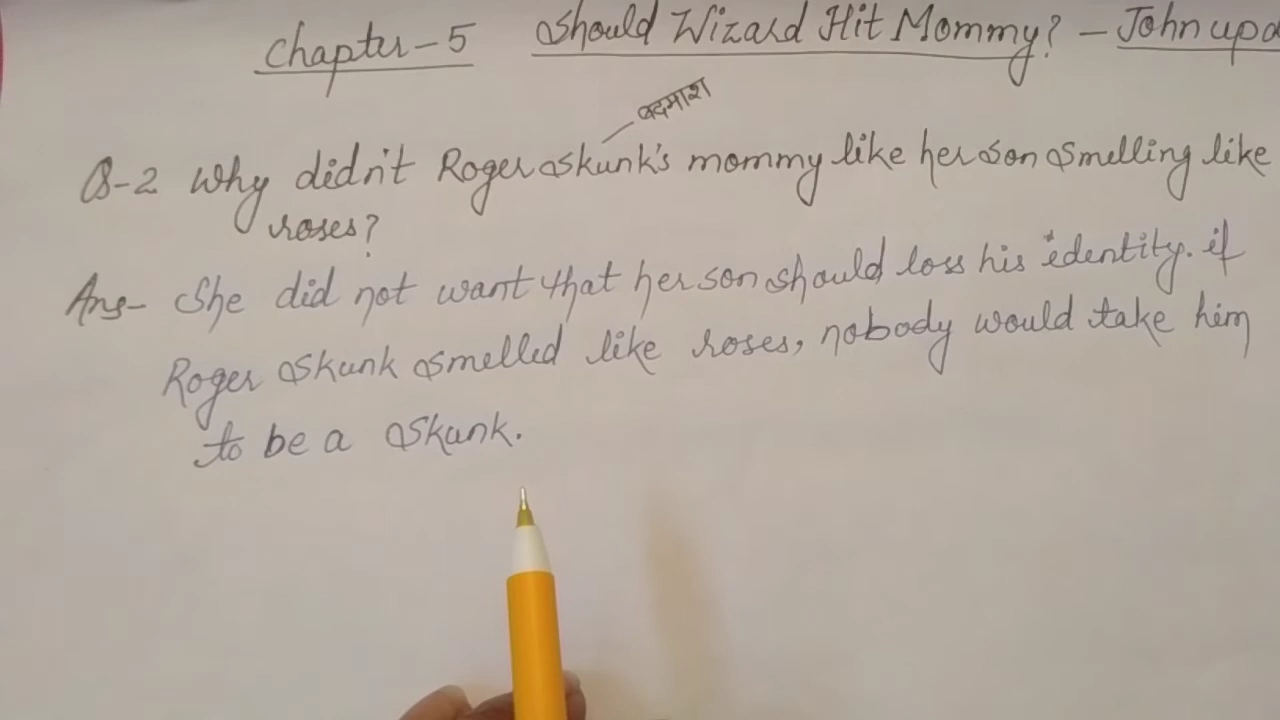 Chapter-5 Should Wizard Hit Mommy? - John upd
बदमाश
Q-2 Why didn't Roger Skunk's mommy like her son smelling like
roses?
Ans- She did not want that her son should loss his identity. if
Roger Skunk smelled like roses, nobody would take him
to be a Skunk.